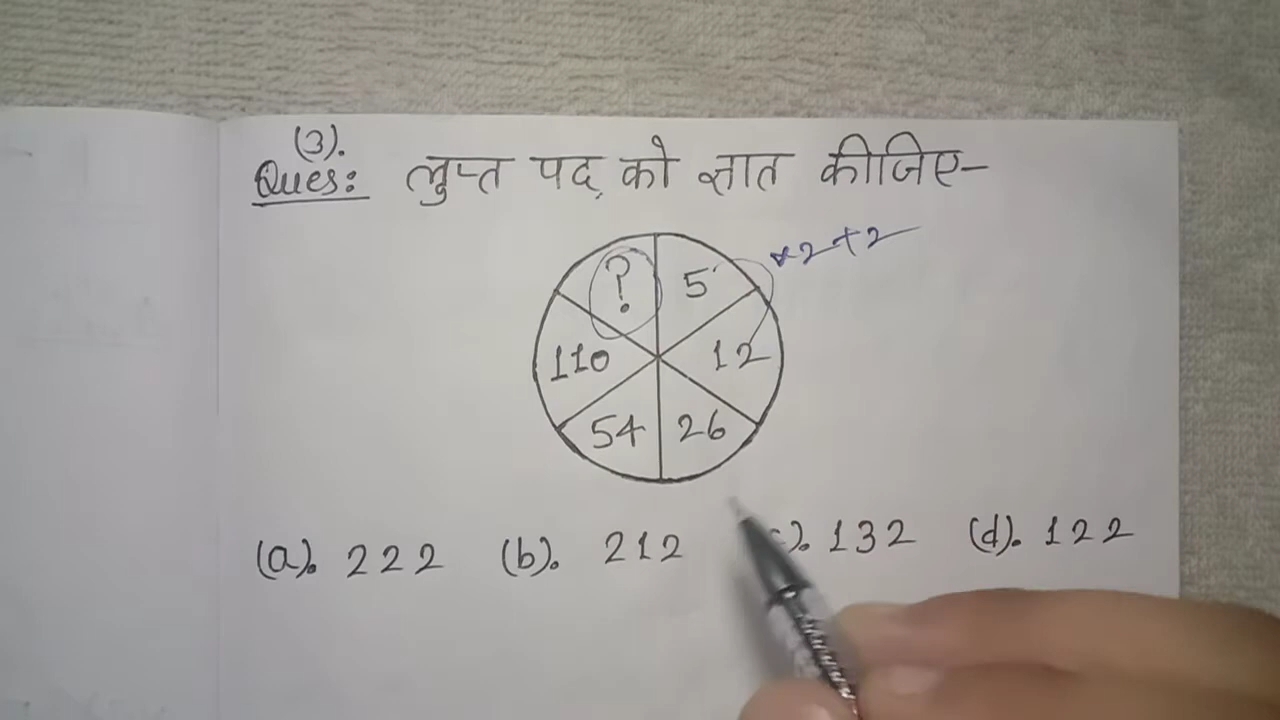 (3).
Ques: लुप्त पद को ज्ञात कीजिए-
×2+2
? 5
110 12
54 26
(a). 222 (b). 212 c). 132 (d). 122